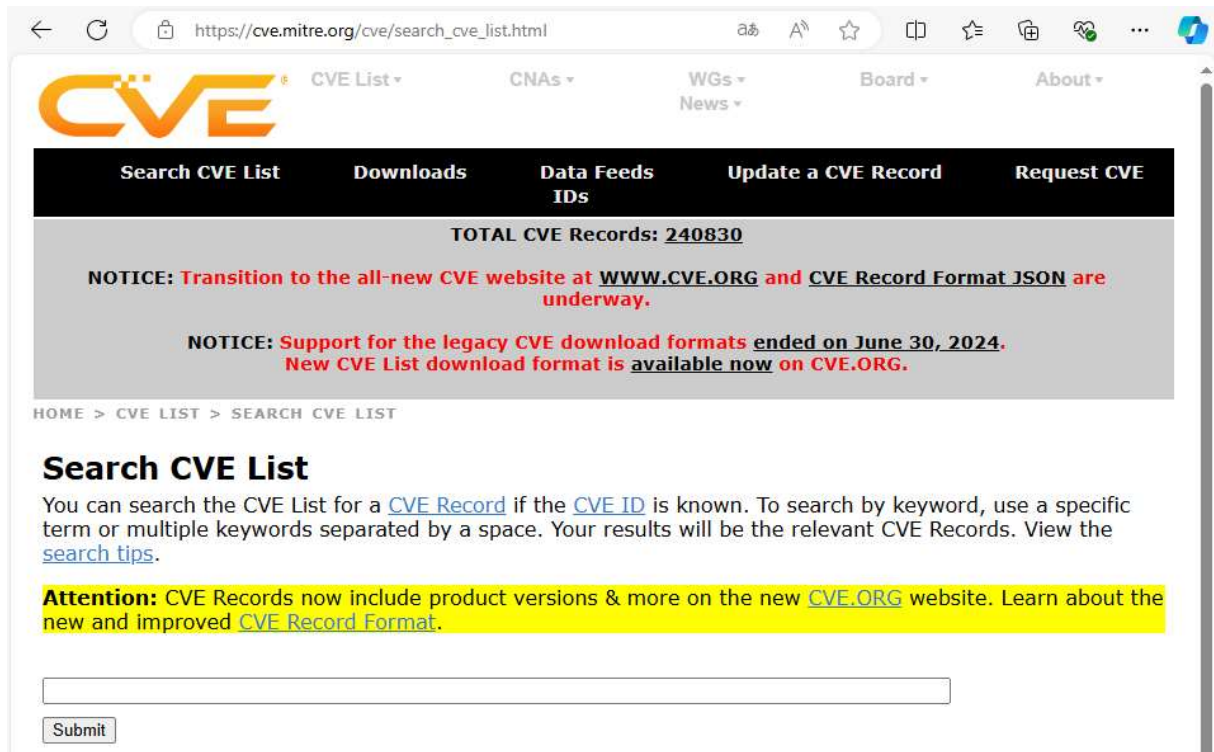 https://cve.mitre.org/cve/search_cve_list.html
CVE
CVE List CNAs WGs Board About
News
Search CVE List Downloads Data Feeds Update a CVE Record Request CVE
IDs
TOTAL CVE Records: 240830
NOTICE: Transition to the all-new CVE website at WWW.CVE.ORG and CVE Record Format JSON are
underway.
NOTICE: Support for the legacy CVE download formats ended on June 30, 2024.
New CVE List download format is available now on CVE.ORG.
HOME > CVE LIST > SEARCH CVE LIST
Search CVE List
You can search the CVE List for a CVE Record if the CVE ID is known. To search by keyword, use a specific
term or multiple keywords separated by a space. Your results will be the relevant CVE Records. View the
search tips.
Attention: CVE Records now include product versions & more on the new CVE.ORG website. Learn about the
new and improved CVE Record Format.
Submit